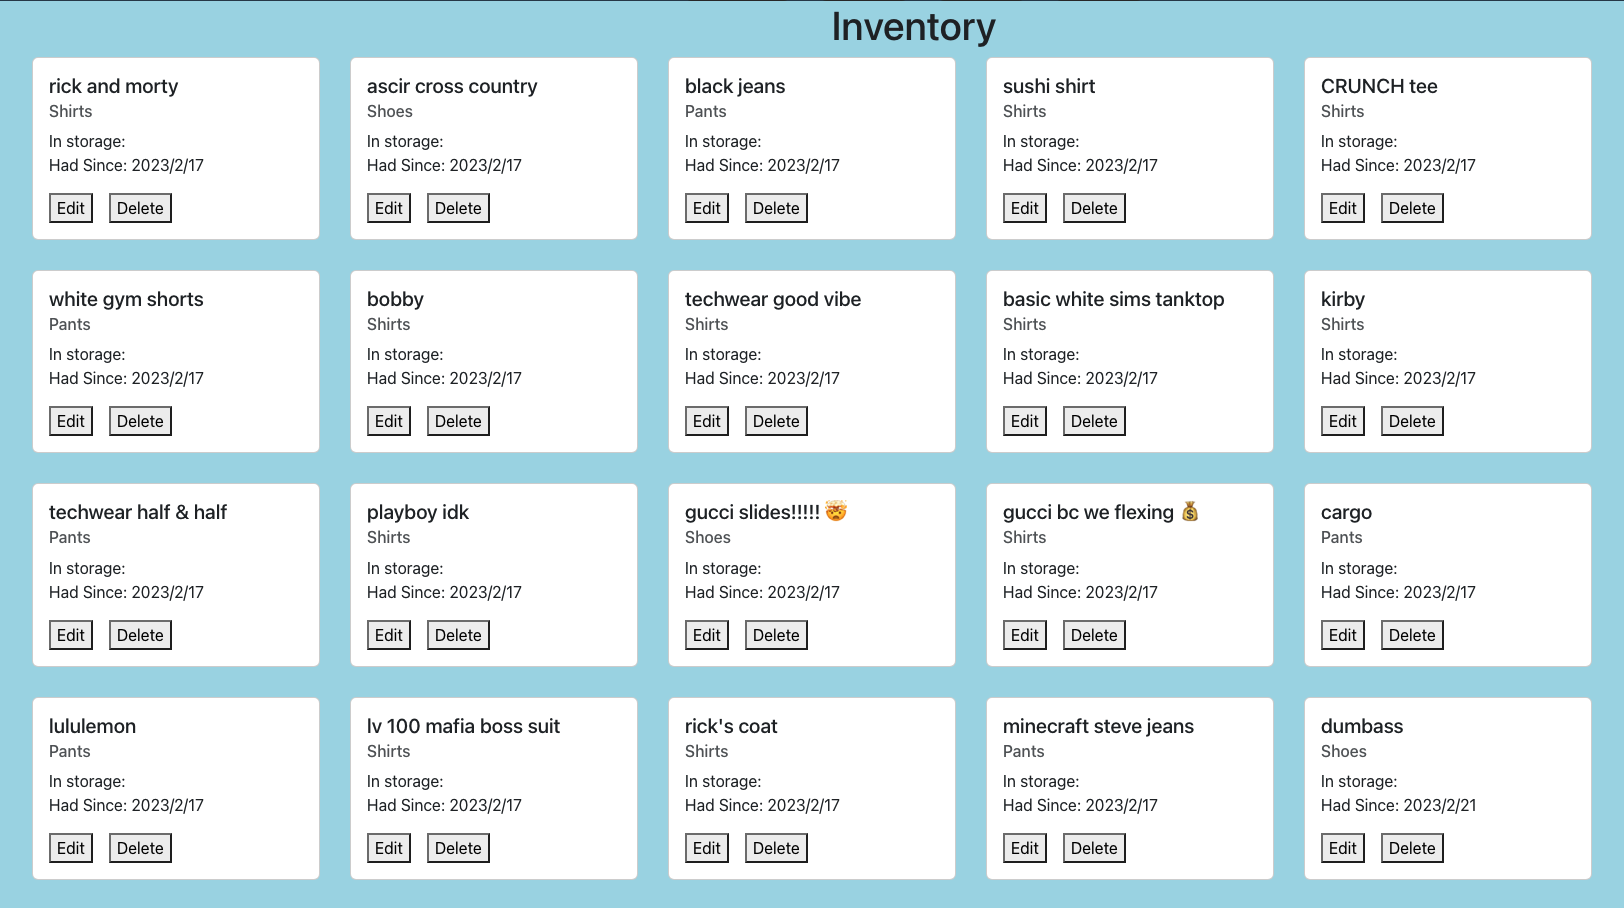 Inventory
rick and morty
Shirts
In storage:
Had Since: 2023/2/17
Edit Delete
ascir cross country
Shoes
In storage:
Had Since: 2023/2/17
Edit Delete
black jeans
Pants
In storage:
Had Since: 2023/2/17
Edit Delete
sushi shirt
Shirts
In storage:
Had Since: 2023/2/17
Edit Delete
CRUNCH tee
Shirts
In storage:
Had Since: 2023/2/17
Edit Delete
white gym shorts
Pants
In storage:
Had Since: 2023/2/17
Edit Delete
bobby
Shirts
In storage:
Had Since: 2023/2/17
Edit Delete
techwear good vibe
Shirts
In storage:
Had Since: 2023/2/17
Edit Delete
basic white sims tanktop
Shirts
In storage:
Had Since: 2023/2/17
Edit Delete
kirby
Shirts
In storage:
Had Since: 2023/2/17
Edit Delete
techwear half & half
Pants
In storage:
Had Since: 2023/2/17
Edit Delete
playboy idk
Shirts
In storage:
Had Since: 2023/2/17
Edit Delete
gucci slides!!!!! 🤯
Shoes
In storage:
Had Since: 2023/2/17
Edit Delete
gucci bc we flexing 💰
Shirts
In storage:
Had Since: 2023/2/17
Edit Delete
cargo
Pants
In storage:
Had Since: 2023/2/17
Edit Delete
lululemon
Pants
In storage:
Had Since: 2023/2/17
Edit Delete
lv 100 mafia boss suit
Shirts
In storage:
Had Since: 2023/2/17
Edit Delete
rick's coat
Shirts
In storage:
Had Since: 2023/2/17
Edit Delete
minecraft steve jeans
Pants
In storage:
Had Since: 2023/2/17
Edit Delete
dumbass
Shoes
In storage:
Had Since: 2023/2/21
Edit Delete